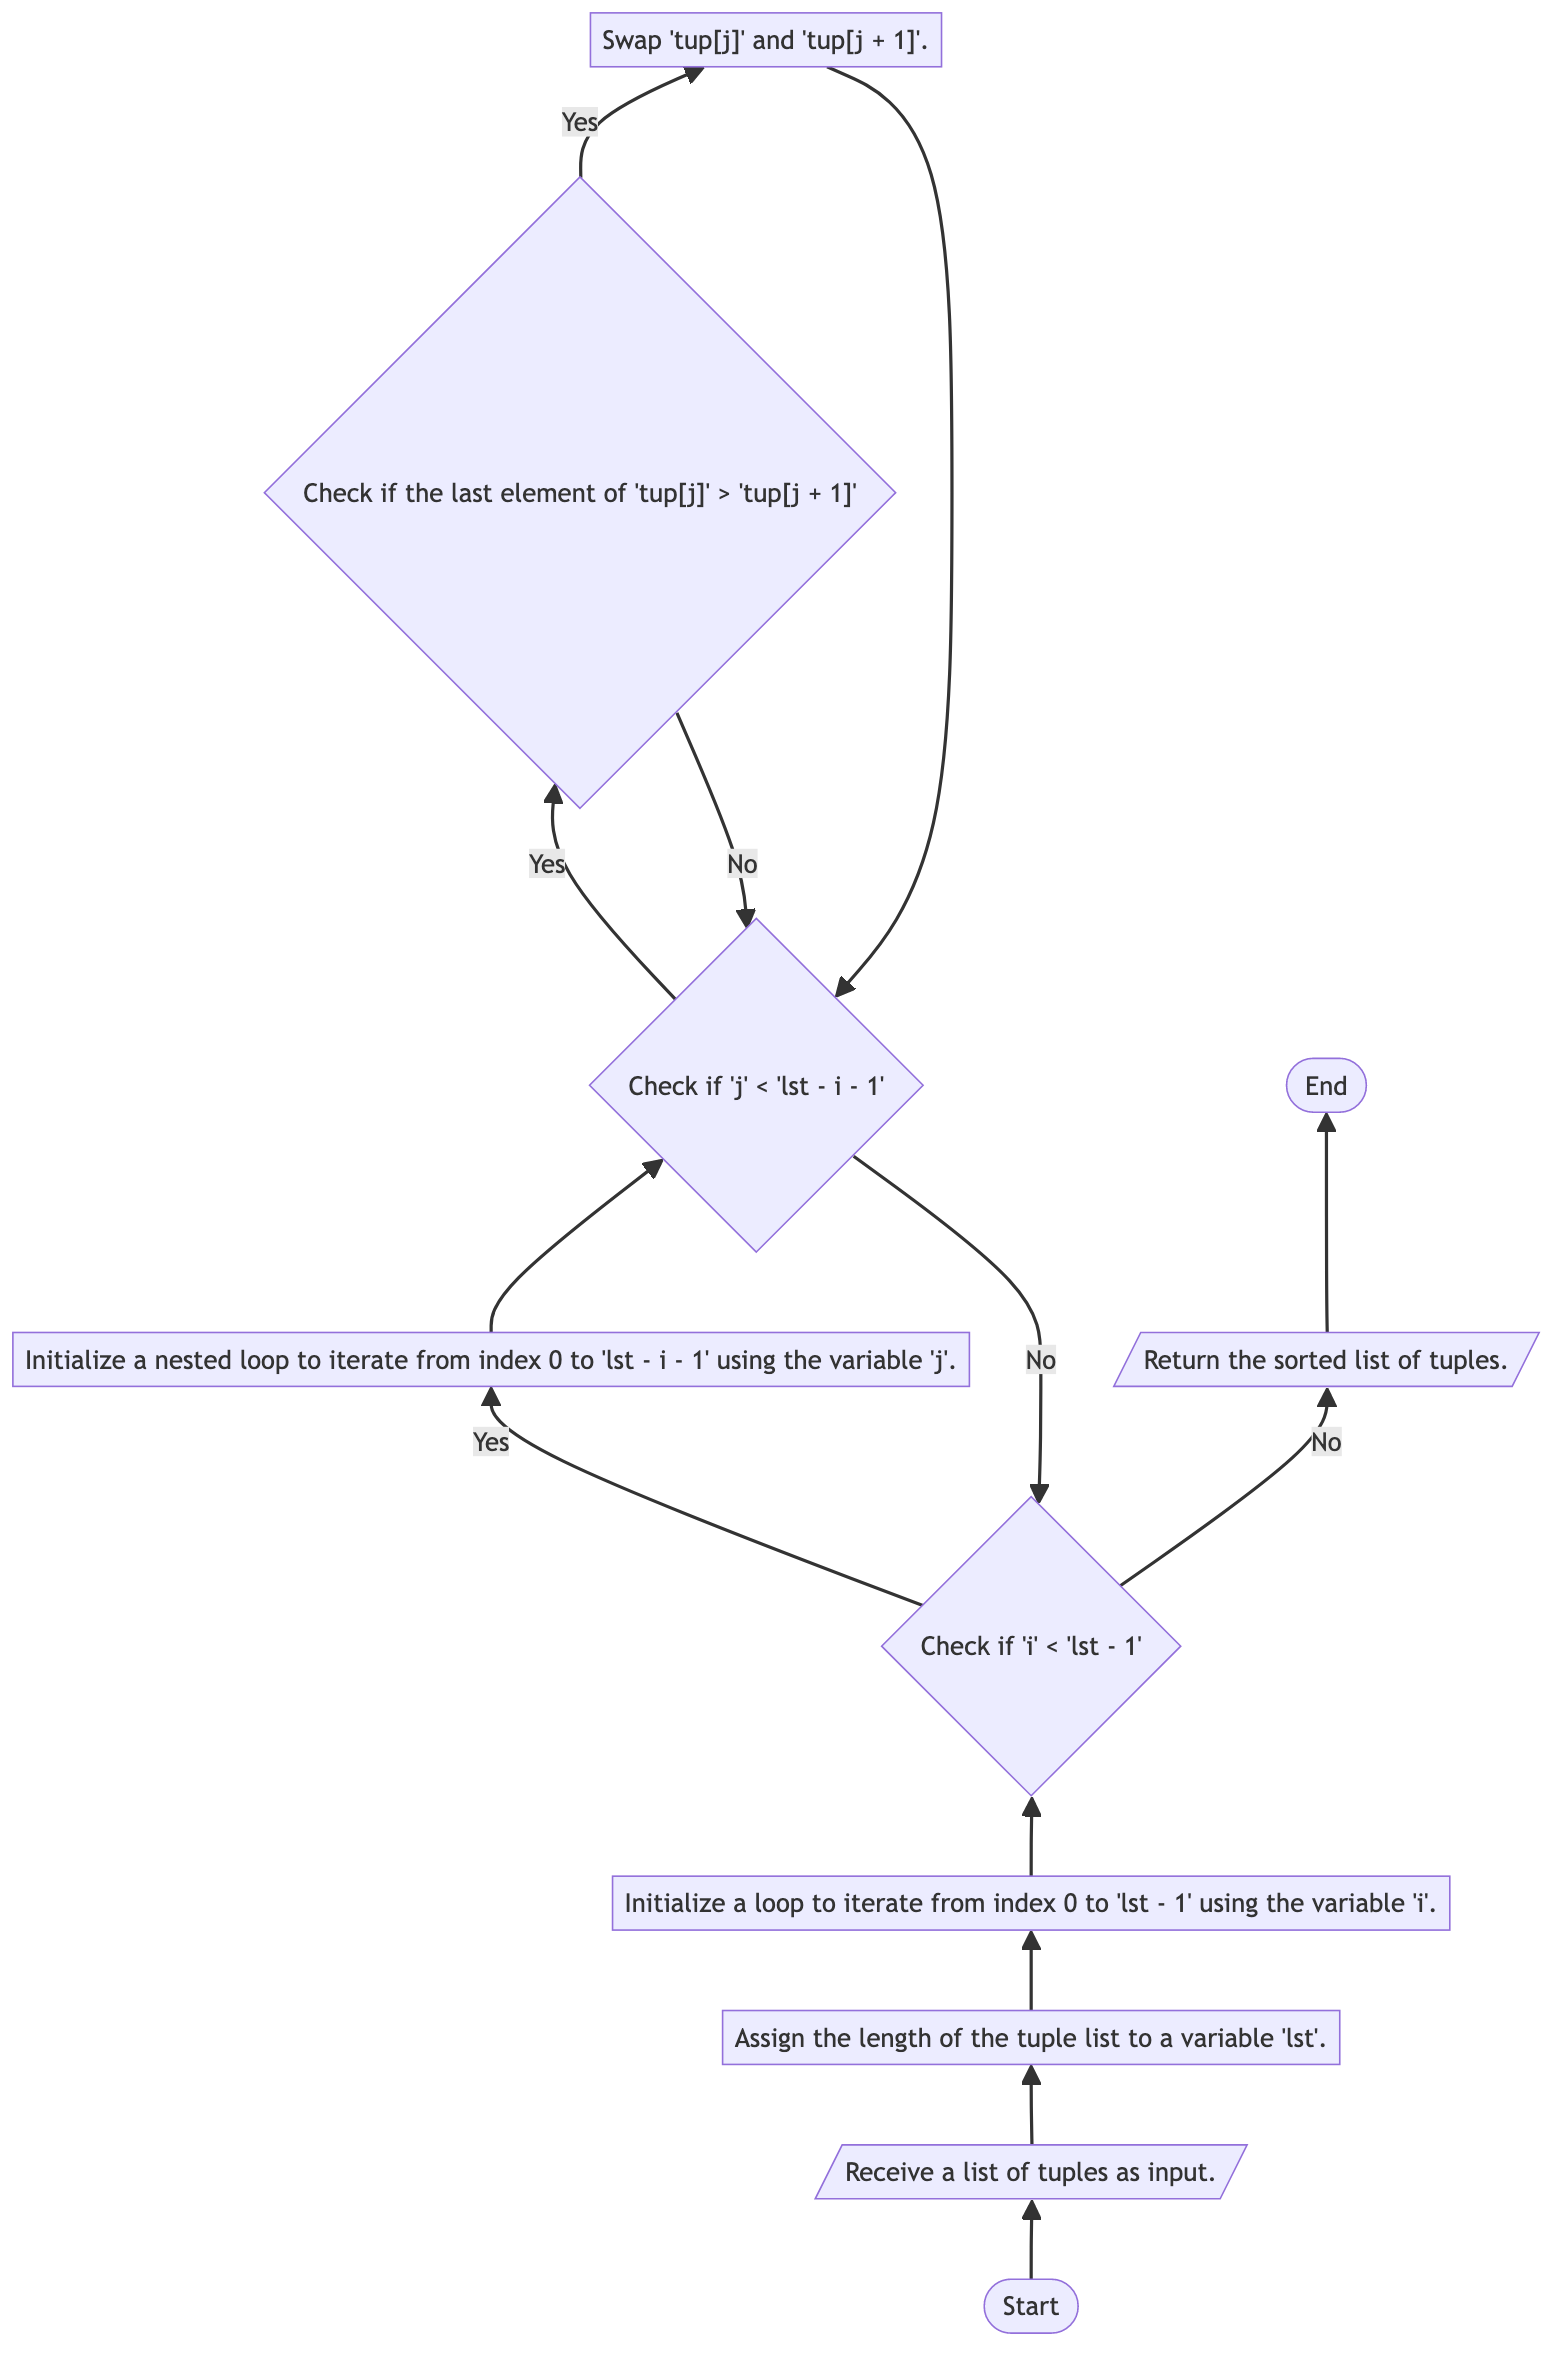 Swap 'tup[j]' and 'tup[j + 1]'.
Yes
Check if the last element of 'tup[j]' > 'tup[j + 1]'
Yes
No
Check if 'j' < 'lst - i - 1'
End
Initialize a nested loop to iterate from index 0 to 'lst - i - 1' using the variable 'j'.
No
Return the sorted list of tuples.
Yes
No
Check if 'i' < 'lst - 1'
Initialize a loop to iterate from index 0 to 'lst - 1' using the variable 'i'.
Assign the length of the tuple list to a variable 'lst'.
Receive a list of tuples as input.
Start